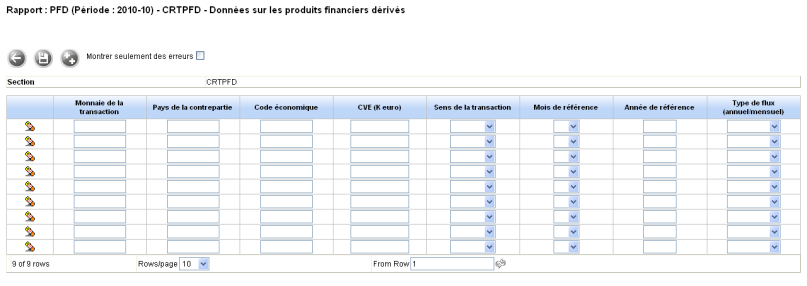 Rapport : PFD (Période : 2010-10) - CRTPFD - Données sur les produits financiers dérivés
Montrer seulement des erreurs
Section CRTPFD
Monnaie de la transaction Pays de la contrepartie Code économique CVE (K euro) Sens de la transaction Mois de référence Année de référence Type de flux (annuel/mensuel)
9 of 9 rows Rows/page 10 From Row 1